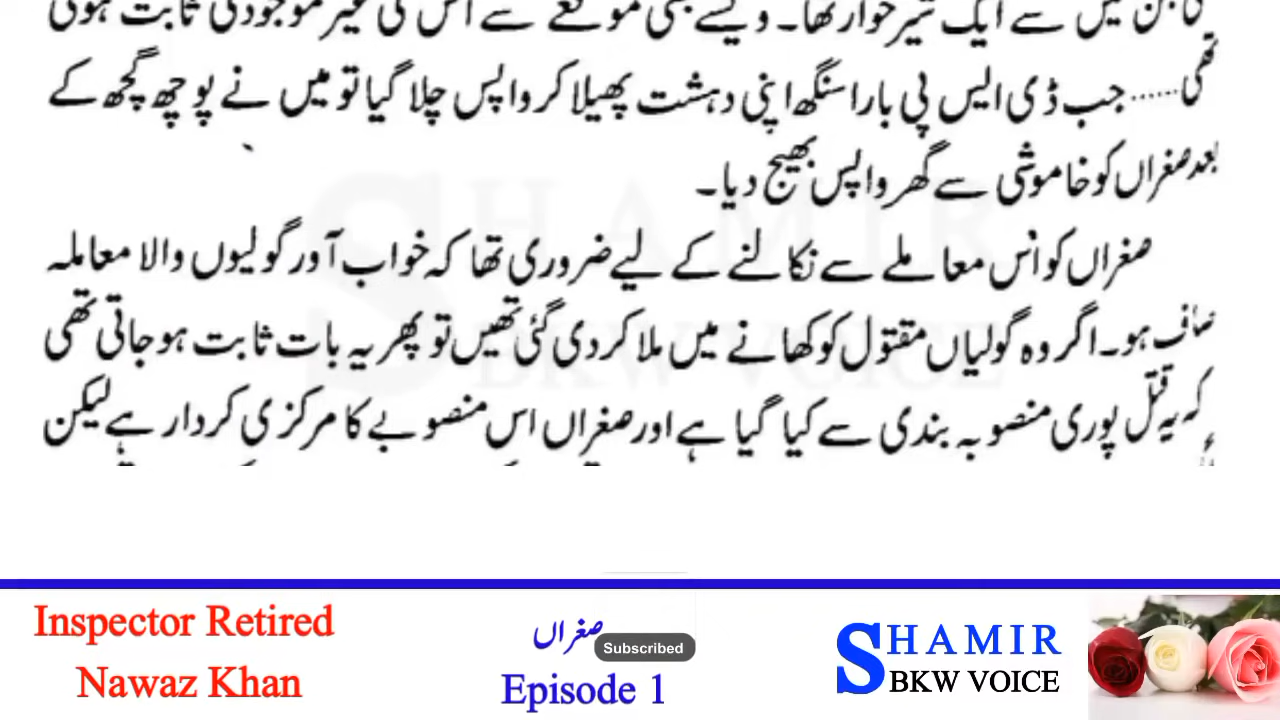 جن میں سے ایک شیر خوار تھا۔ ویسے بھی موقعے سے اس کی غیر موجودگی ثابت ہوتی
تھی ...... جب ڈی ایس پی بارا سنگھ اپنی دہشت پھیلا کر واپس چلا گیا تو میں نے پوچھ گچھ کے
بعد صغراں کو خاموشی سے گھر واپس بھیج دیا۔
صغراں کو اس معاملے سے نکالنے کے لیے ضروری تھا کہ خواب آور گولیوں والا معاملہ
صاف ہو۔ اگر وہ گولیاں مقتول کو کھانے میں ملا کر دی گئی تھیں تو پھر یہ بات ثابت ہو جاتی تھی
کہ یہ قتل پوری منصوبہ بندی سے کیا گیا ہے اور صغراں اس منصوبے کا مرکزی کردار ہے لیکن
SHAMIR
BKW VOICE
Inspector Retired
Nawaz Khan
صغراں
Subscribed
Episode 1
SHAMIR
BKW VOICE